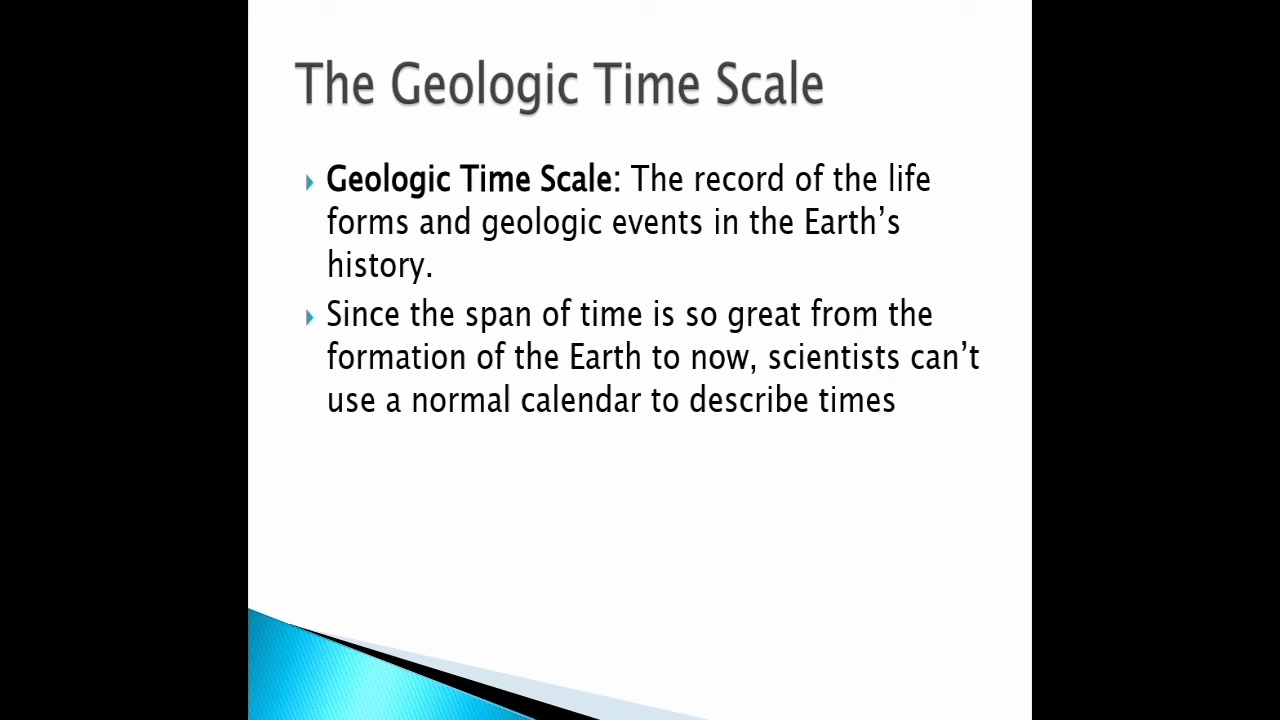 The Geologic Time Scale
Geologic Time Scale: The record of the life
forms and geologic events in the Earth’s
history.
Since the span of time is so great from the
formation of the Earth to now, scientists can’t
use a normal calendar to describe times